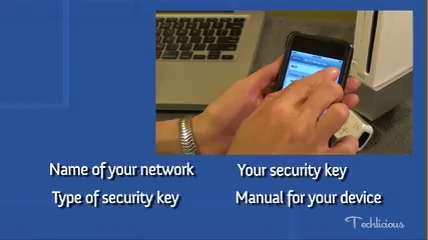 Name of your network
Your security key
Type of security key
Manual for your device
Techlicious